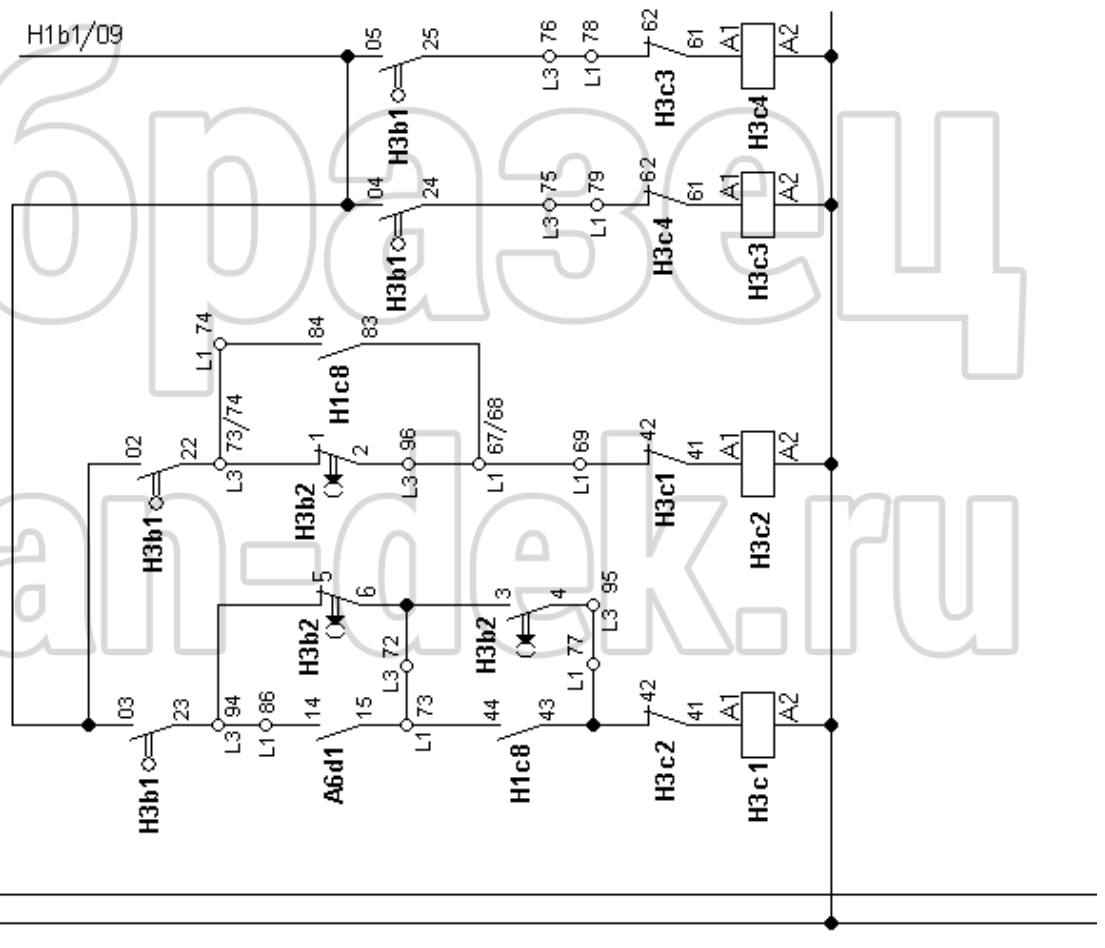 H1b1/09
05
25
L3 76
L1 78
62
61
A1
A2
H3b1
H3c3
H3c4
04
24
L3 75
L1 79
62
61
A1
A2
H3b1
H3c4
H3c3
L1 74
84
83
H1c8
02
22
L3 73/74
1
2
L3 96
L1 67/68
L1 69
42
41
A1
A2
H3b1
H3b2
H3c1
H3c2
5
6
3
4
L3 95
H3b2
H3b2
L3 72
L1 77
03
23
L3 94
L1 86
14
15
L1 73
44
43
42
41
A1
A2
H3b1
A6d1
H1c8
H3c2
H3c1
бразец
an-dek.ru